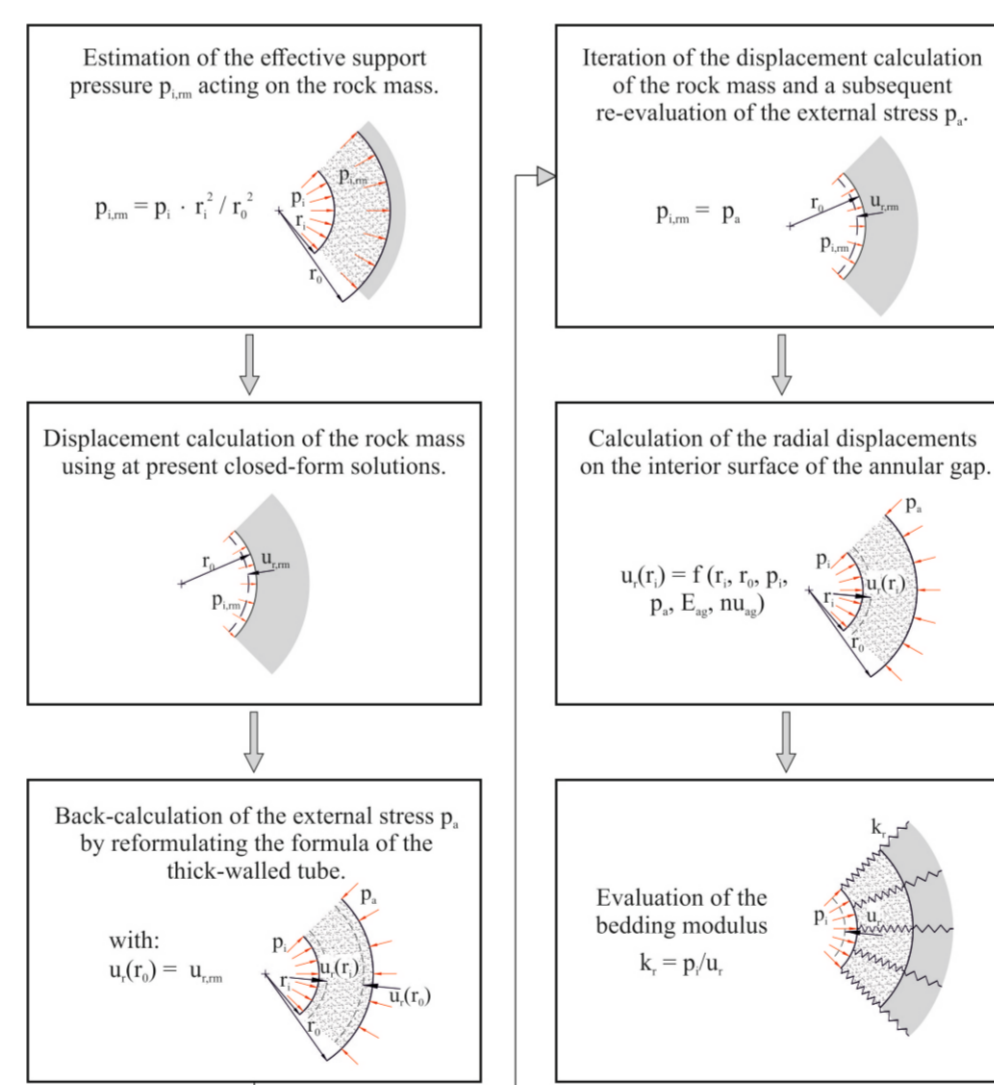 Estimation of the effective support
pressure p_i,rm acting on the rock mass.
p_i,rm = p_i · r_i² / r_0²
p_i
p_i,rm
r_i
r_0
Displacement calculation of the rock mass
using at present closed-form solutions.
r_0
u_r,rm
p_i,rm
Back-calculation of the external stress p_a
by reformulating the formula of the
thick-walled tube.
with:
u_r(r_0) = u_r,rm
p_a
p_i
u_r(r_i)
r_i
u_r(r_0)
r_0
Iteration of the displacement calculation
of the rock mass and a subsequent
re-evaluation of the external stress p_a.
p_i,rm = p_a
r_0
u_r,rm
p_i,rm
Calculation of the radial displacements
on the interior surface of the annular gap.
u_r(r_i) = f (r_i, r_0, p_i,
p_a, E_ag, nu_ag)
p_a
p_i
u_r(r_i)
r_i
r_0
Evaluation of the
bedding modulus
k_r = p_i/u_r
k_r
p_i
u_r